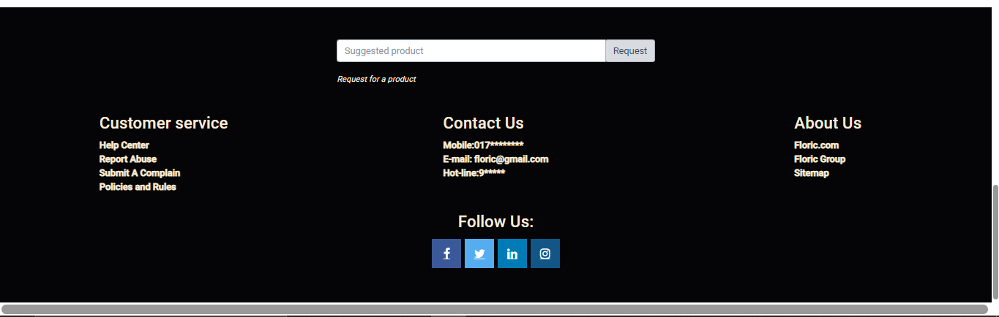 Suggested product Request
Request for a product
Customer service
Help Center
Report Abuse
Submit A Complain
Policies and Rules
Contact Us
Mobile:017********
E-mail: floric@gmail.com
Hot-line:9*****
About Us
Floric.com
Floric Group
Sitemap
Follow Us: